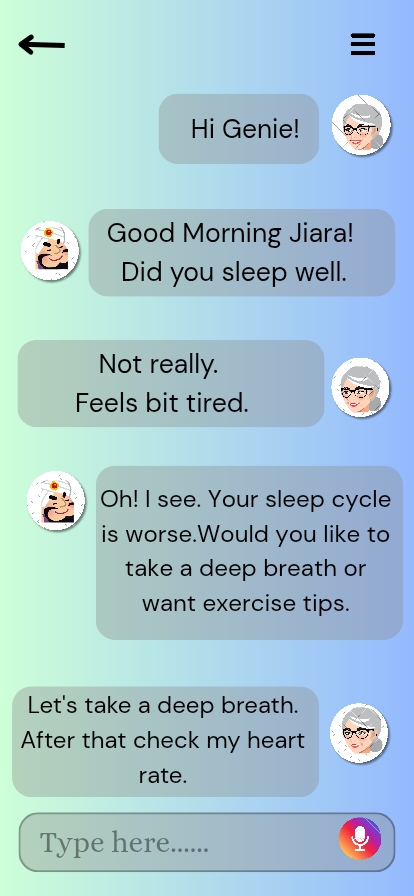 Hi Genie!
Good Morning Jiara!
Did you sleep well.
Not really.
Feels bit tired.
Oh! I see. Your sleep cycle
is worse.Would you like to
take a deep breath or
want exercise tips.
Let's take a deep breath.
After that check my heart
rate.
Type here......